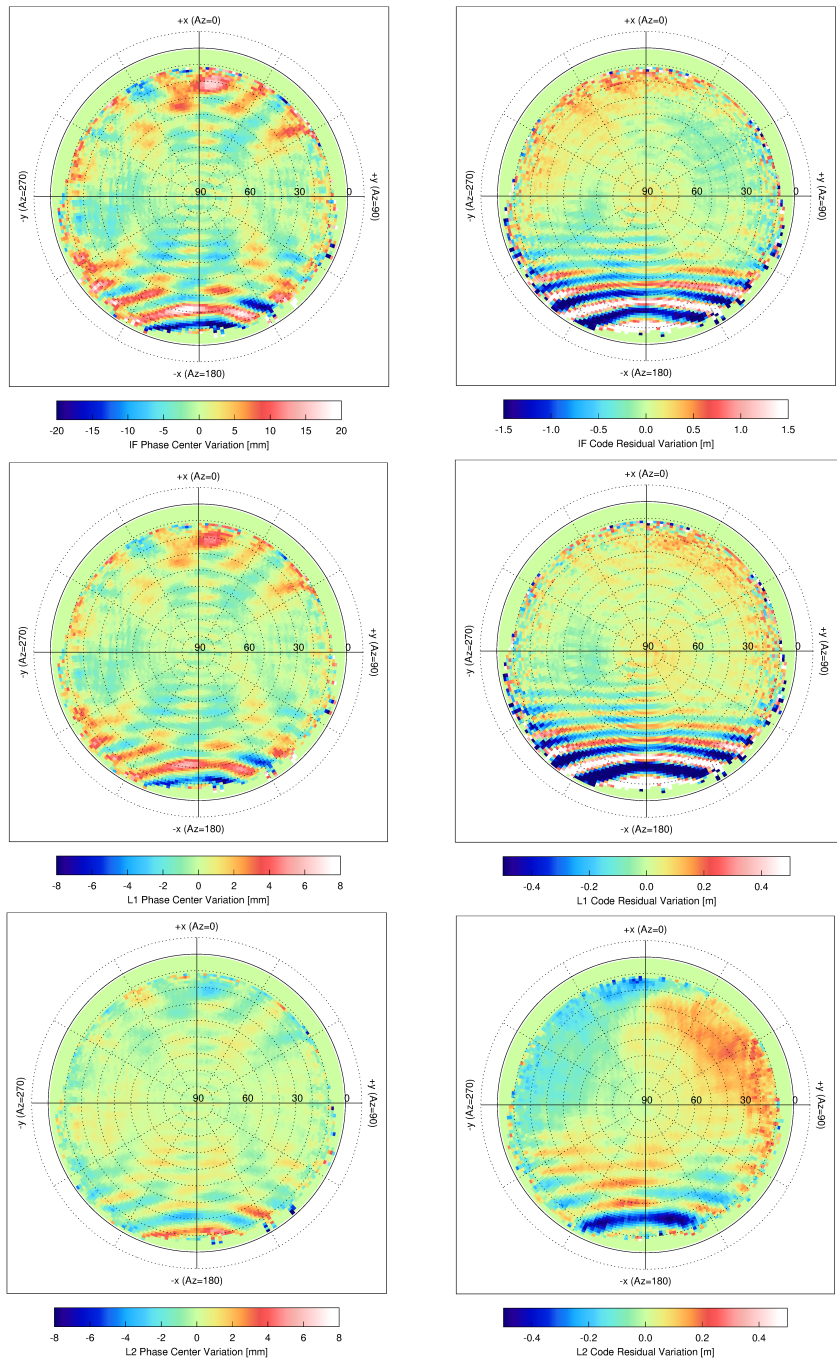 +x (Az=0)
-y (Az=270)
90 60 30 0
+y (Az=90)
-x (Az=180)
-20 -15 -10 -5 0 5 10 15 20
IF Phase Center Variation [mm]
+x (Az=0)
-y (Az=270)
90 60 30 0
+y (Az=90)
-x (Az=180)
-1.5 -1.0 -0.5 0.0 0.5 1.0 1.5
IF Code Residual Variation [m]
+x (Az=0)
-y (Az=270)
90 60 30 0
+y (Az=90)
-x (Az=180)
-8 -6 -4 -2 0 2 4 6 8
L1 Phase Center Variation [mm]
+x (Az=0)
-y (Az=270)
90 60 30 0
+y (Az=90)
-x (Az=180)
-0.4 -0.2 0.0 0.2 0.4
L1 Code Residual Variation [m]
+x (Az=0)
-y (Az=270)
90 60 30 0
+y (Az=90)
-x (Az=180)
-8 -6 -4 -2 0 2 4 6 8
L2 Phase Center Variation [mm]
+x (Az=0)
-y (Az=270)
90 60 30 0
+y (Az=90)
-x (Az=180)
-0.4 -0.2 0.0 0.2 0.4
L2 Code Residual Variation [m]